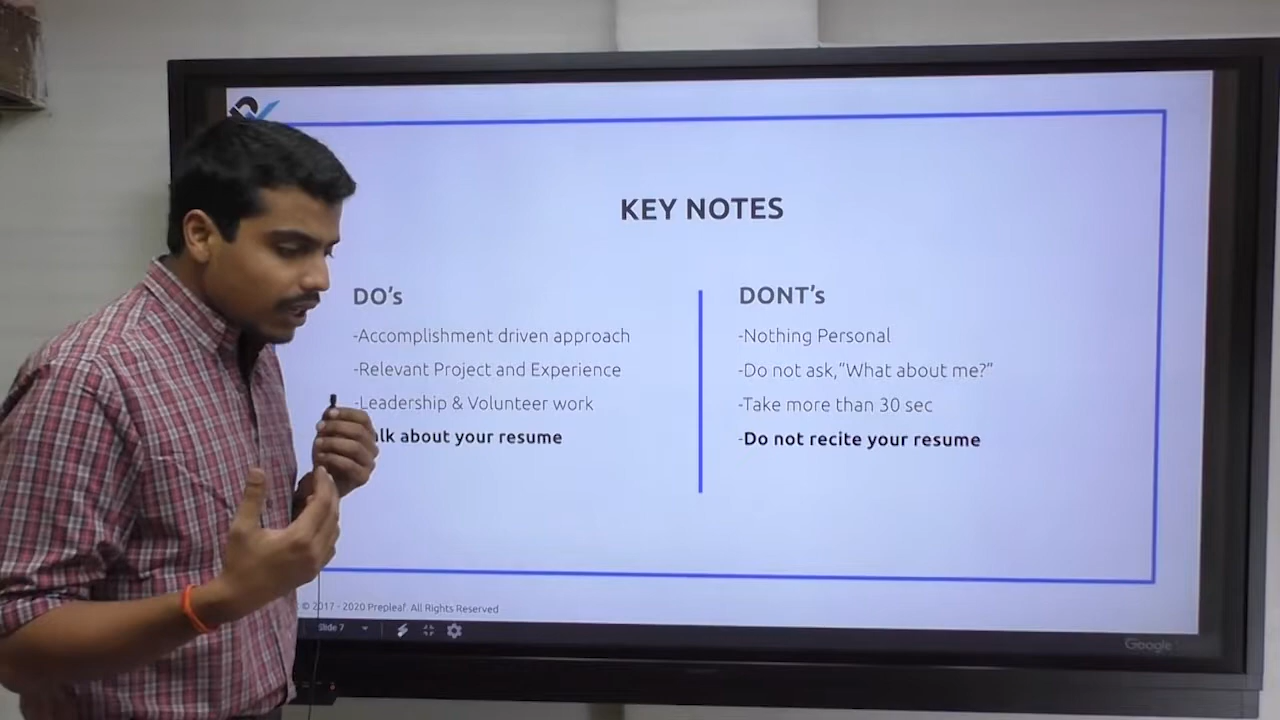 KEY NOTES
DO's
-Accomplishment driven approach
-Relevant Project and Experience
-Leadership & Volunteer work
about your resume
DONT's
-Nothing Personal
-Do not ask,"What about me?"
-Take more than 30 sec
-Do not recite your resume
© 2017 - 2020 Prepleaf. All Rights Reserved
Slide 7
Google